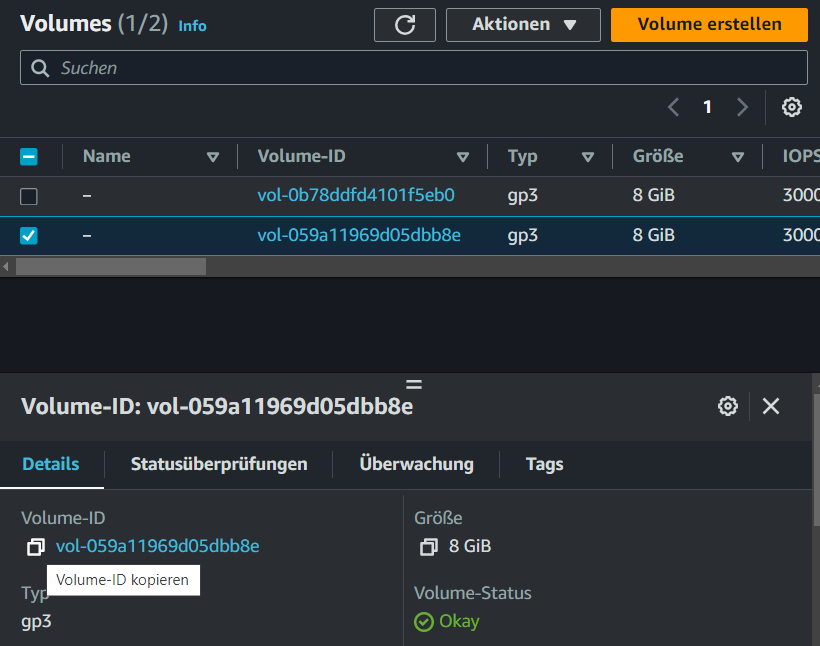 Volumes (1/2) Info
Aktionen
Volume erstellen
Suchen
1
Name Volume-ID Typ Größe IOPS
– vol-0b78ddfd4101f5eb0 gp3 8 GiB 3000
– vol-059a11969d05dbb8e gp3 8 GiB 3000
Volume-ID: vol-059a11969d05dbb8e
Details Statusüberprüfungen Überwachung Tags
Volume-ID
vol-059a11969d05dbb8e
Volume-ID kopieren
Typ
gp3
Größe
8 GiB
Volume-Status
Okay